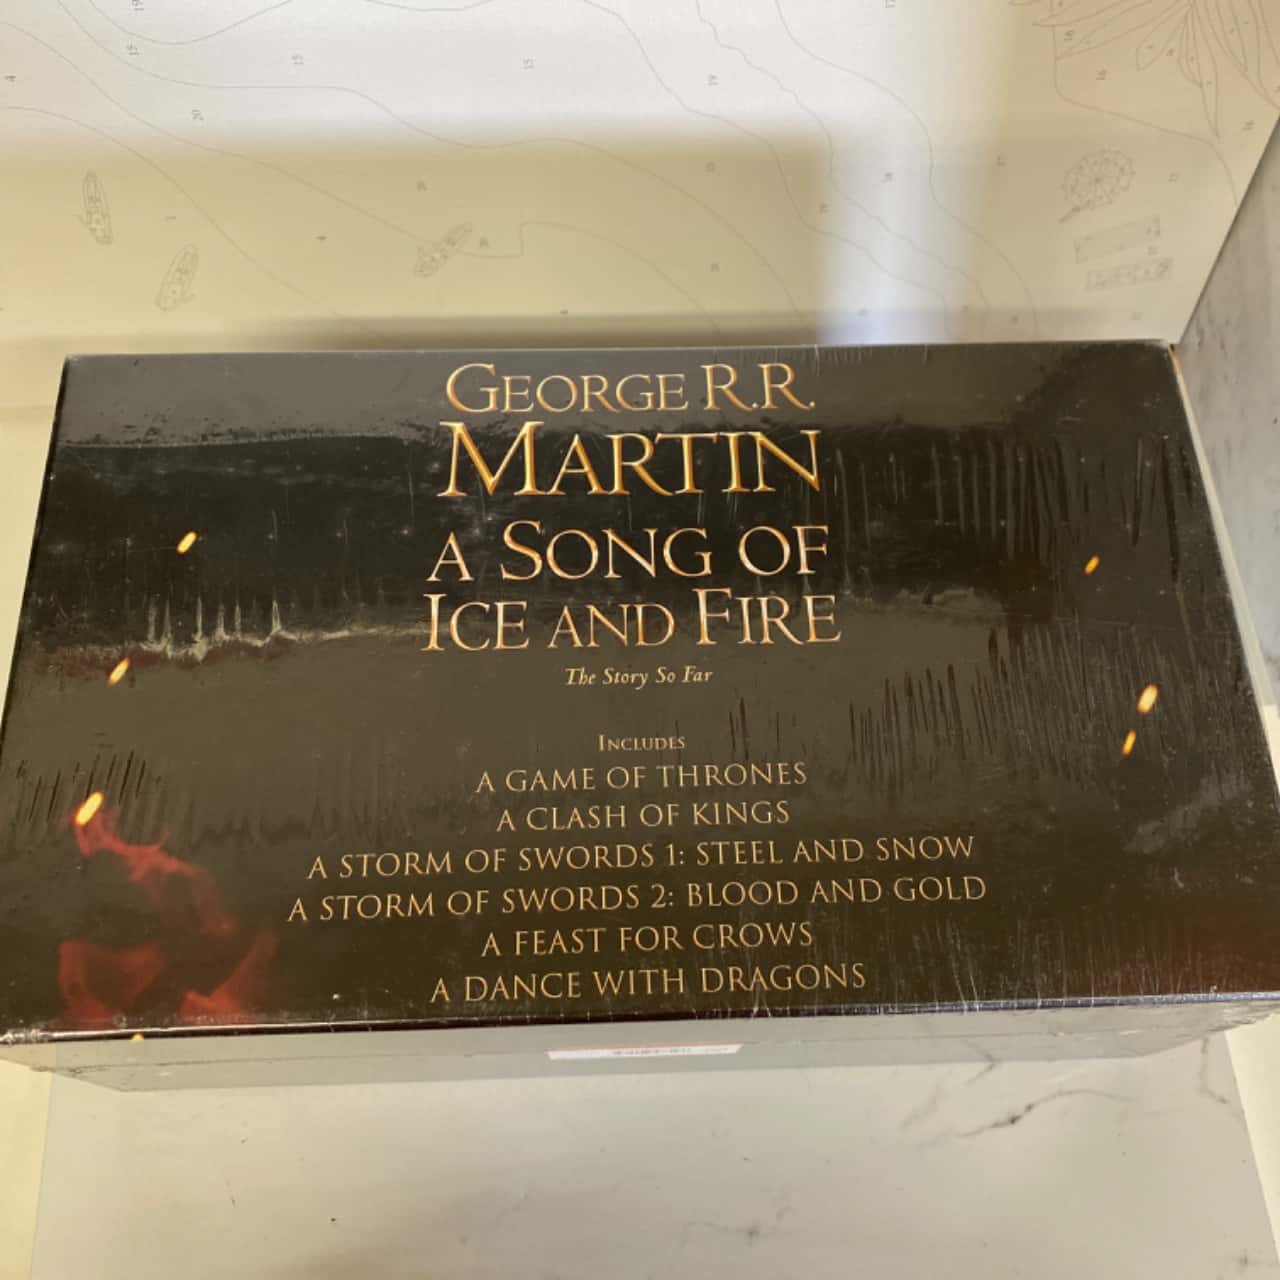 GEORGE R.R.
MARTIN
A SONG OF
ICE AND FIRE
The Story So Far
INCLUDES
A GAME OF THRONES
A CLASH OF KINGS
A STORM OF SWORDS 1: STEEL AND SNOW
A STORM OF SWORDS 2: BLOOD AND GOLD
A FEAST FOR CROWS
A DANCE WITH DRAGONS